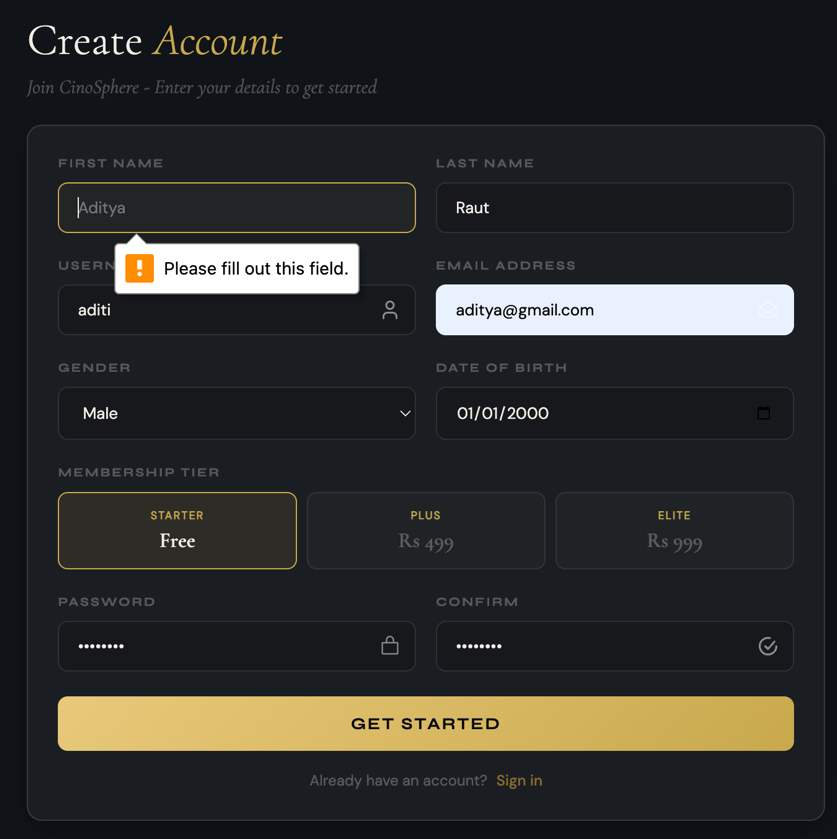 Create Account
Join CinoSphere - Enter your details to get started
FIRST NAME
LAST NAME
Aditya
Raut
Please fill out this field.
USERN
EMAIL ADDRESS
aditi
aditya@gmail.com
GENDER
DATE OF BIRTH
Male
01/01/2000
MEMBERSHIP TIER
STARTER
PLUS
ELITE
Free
Rs 499
Rs 999
PASSWORD
CONFIRM
••••••••
••••••••
GET STARTED
Already have an account? Sign in